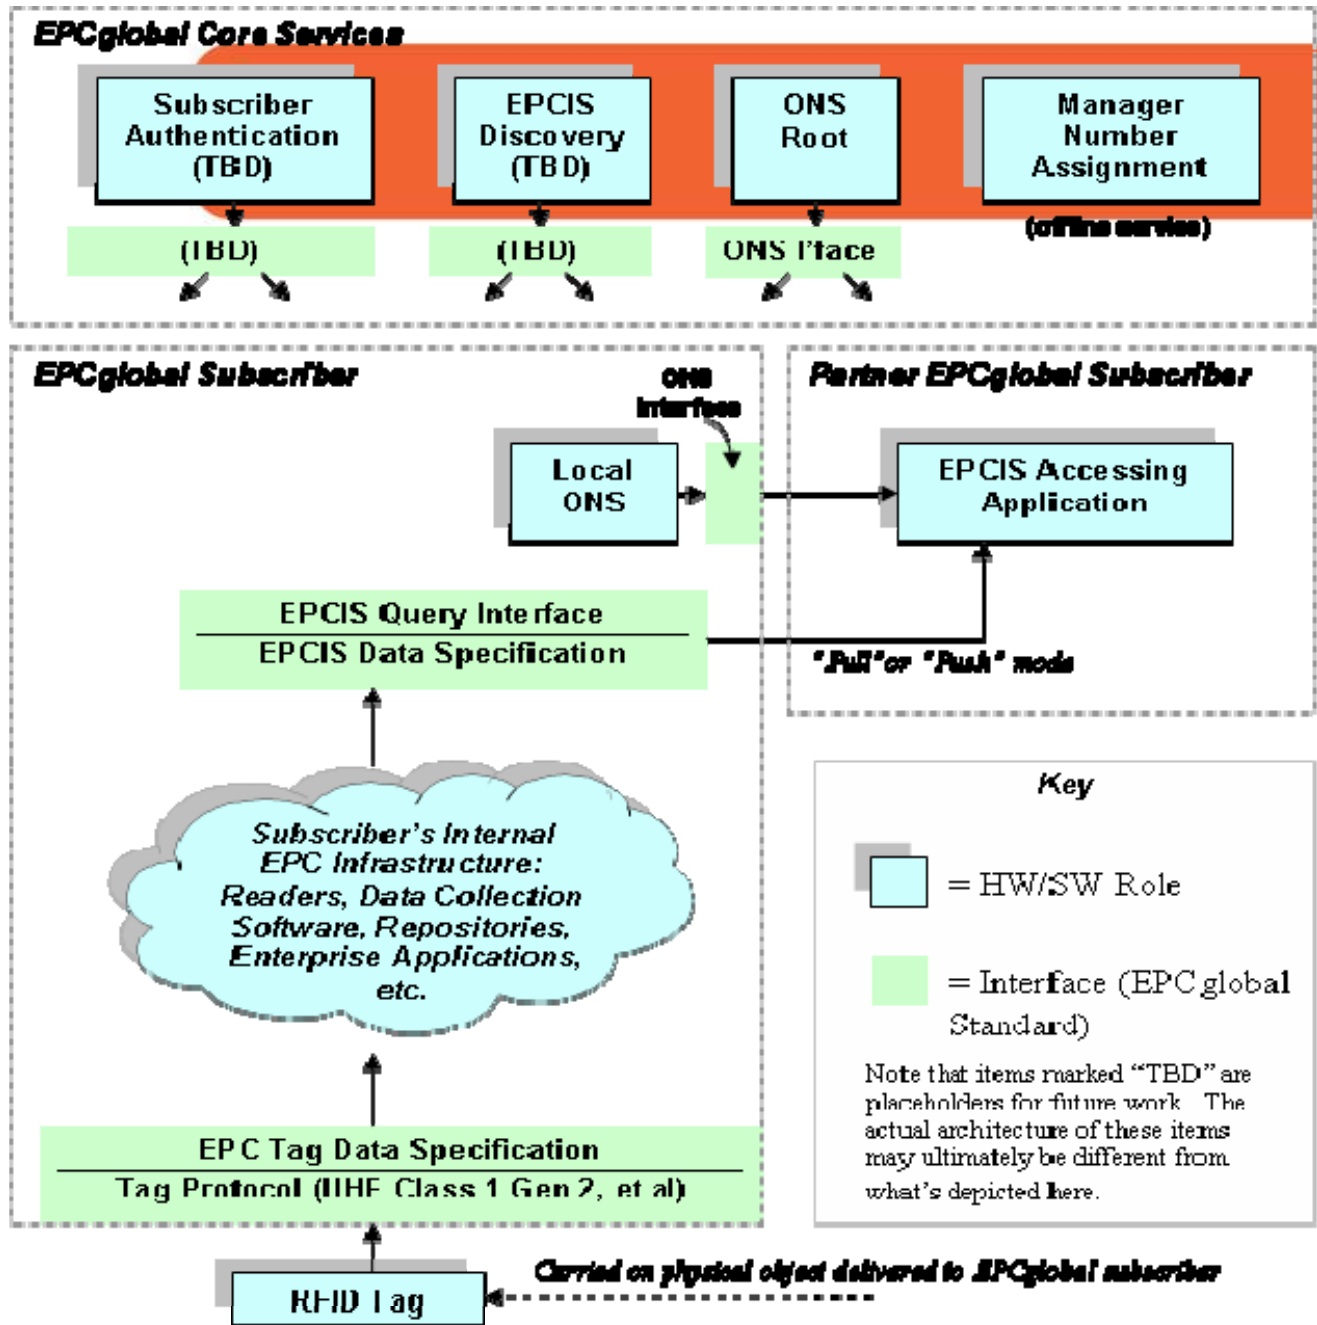 EPCglobal Core Services
Subscriber
Authentication
(TBD)
EPCIS
Discovery
(TBD)
ONS
Root
Manager
Number
Assignment
(offline service)
(TBD)
(TBD)
ONS I'face
EPCglobal Subscriber
ONS
Interface
Local
ONS
Partner EPCglobal Subscriber
EPCIS Accessing
Application
EPCIS Query Interface
EPCIS Data Specification
"Pull" or "Push" mode
Subscriber's Internal
EPC Infrastructure:
Readers, Data Collection
Software, Repositories,
Enterprise Applications,
etc.
EPC Tag Data Specification
Tag Protocol (UHF Class 1 Gen 2, et al)
RFID Tag
Carried on physical object delivered to EPCglobal subscriber
Key
= HW/SW Role
= Interface (EPCglobal
Standard)
Note that items marked “TBD” are
placeholders for future work. The
actual architecture of these items
may ultimately be different from
what's depicted here.